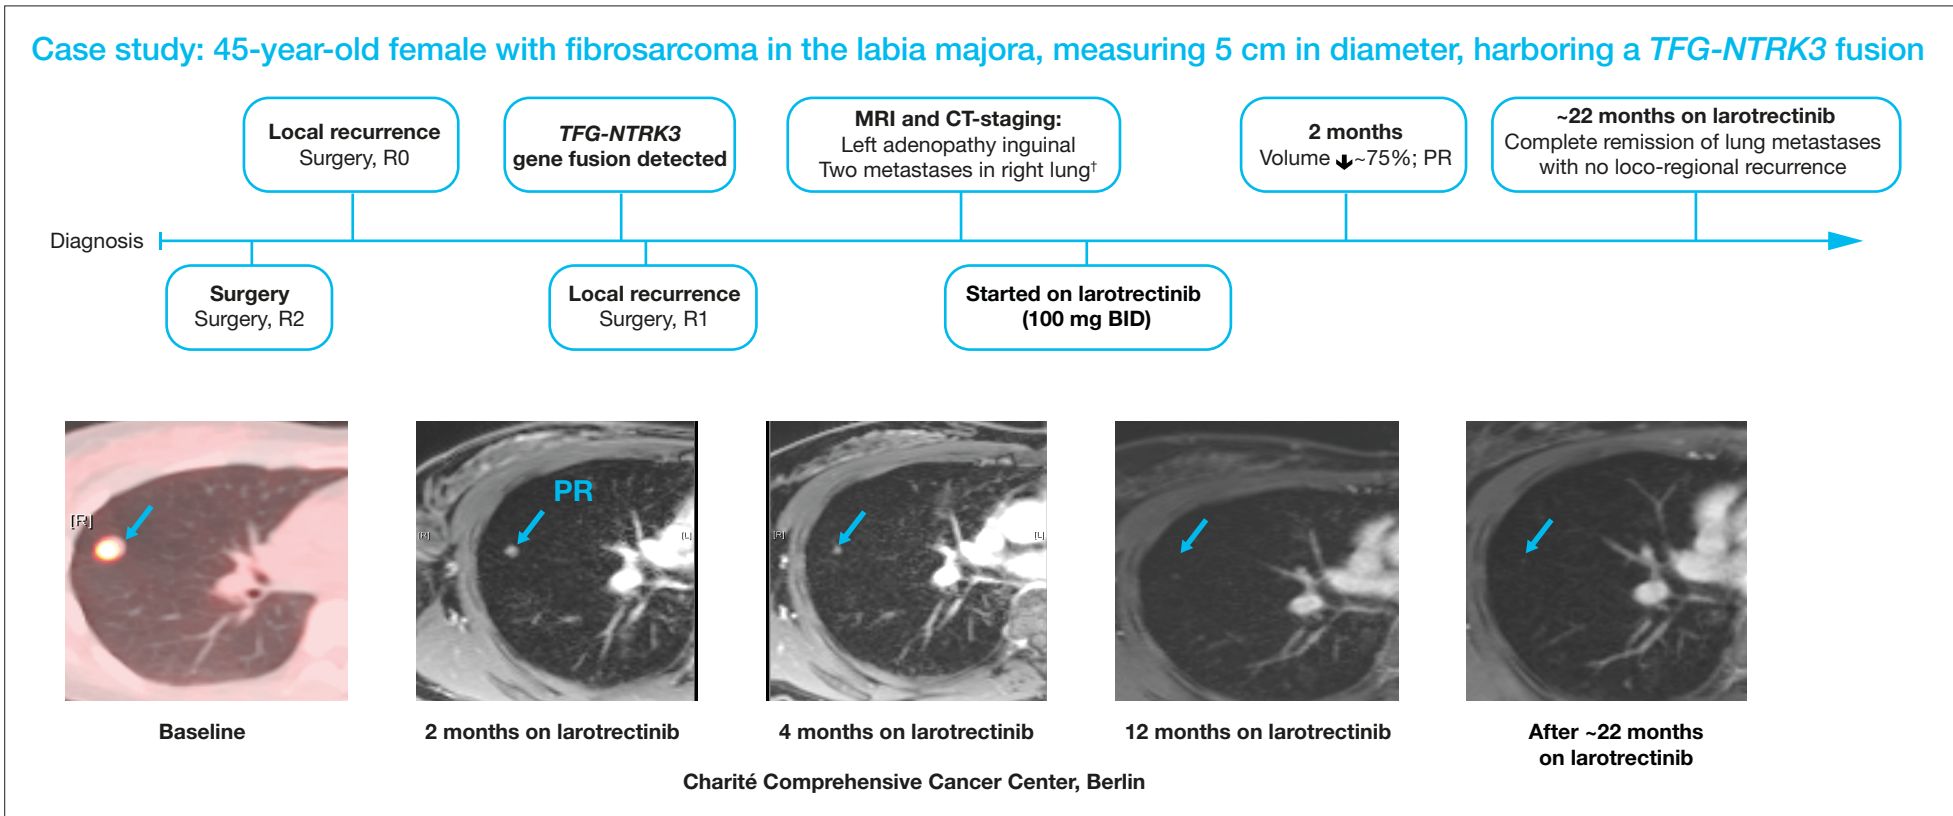 Case study: 45-year-old female with fibrosarcoma in the labia majora, measuring 5 cm in diameter, harboring a TFG-NTRK3 fusion
Local recurrence
Surgery, R0
TFG-NTRK3
gene fusion detected
MRI and CT-staging:
Left adenopathy inguinal
Two metastases in right lung†
2 months
Volume 🡇~75%; PR
~22 months on larotrectinib
Complete remission of lung metastases
with no loco-regional recurrence
Diagnosis
Surgery
Surgery, R2
Local recurrence
Surgery, R1
Started on larotrectinib
(100 mg BID)
[R]
PR
[R]
[L]
[R]
[L]
Baseline
2 months on larotrectinib
4 months on larotrectinib
12 months on larotrectinib
After ~22 months
on larotrectinib
Charité Comprehensive Cancer Center, Berlin